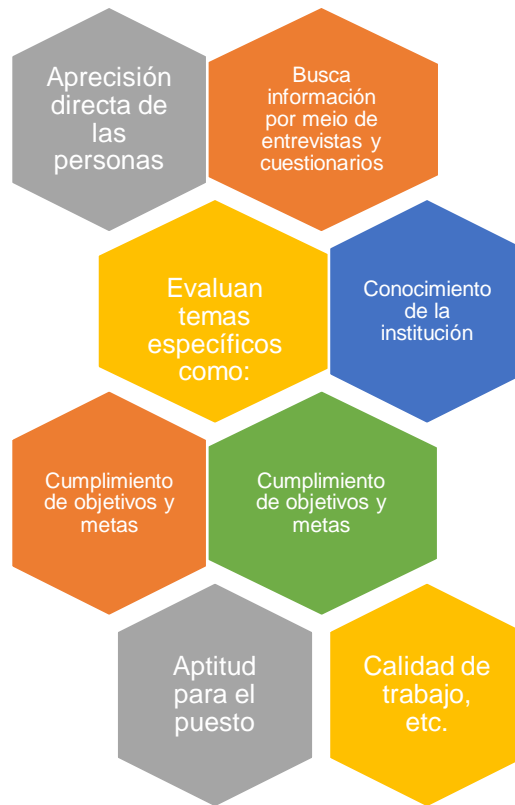 Aprecisión
directa de
las
personas
Busca
información
por meio de
entrevistas y
cuestionarios
Evaluan
temas
específicos
como:
Conocimiento
de la
institución
Cumplimiento
de objetivos y
metas
Cumplimiento
de objetivos y
metas
Aptitud
para el
puesto
Calidad de
trabajo,
etc.